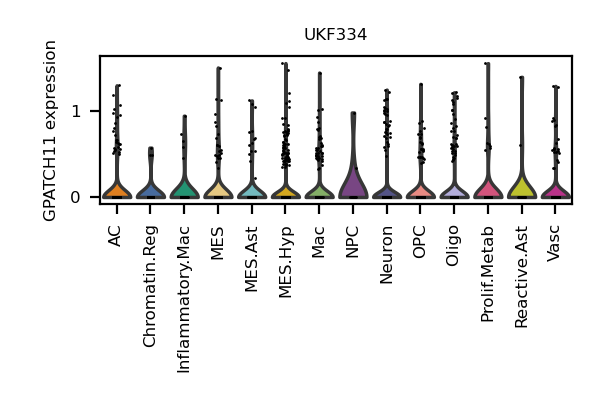 UKF334
GPATCH11 expression
1
0
AC
Chromatin.Reg
Inflammatory.Mac
MES
MES.Ast
MES.Hyp
Mac
NPC
Neuron
OPC
Oligo
Prolif.Metab
Reactive.Ast
Vasc